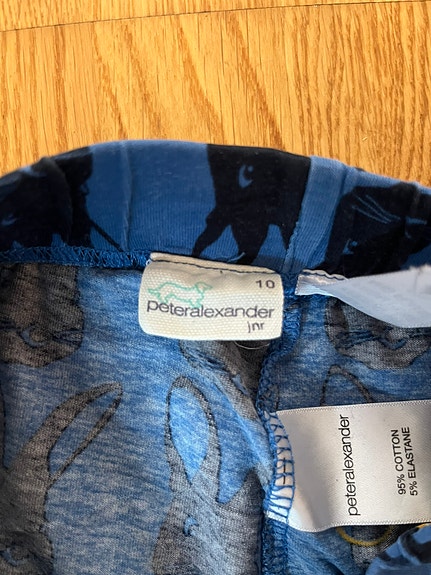 10
peteralexander
jnr
peteralexander
95% COTTON
5% ELASTANE